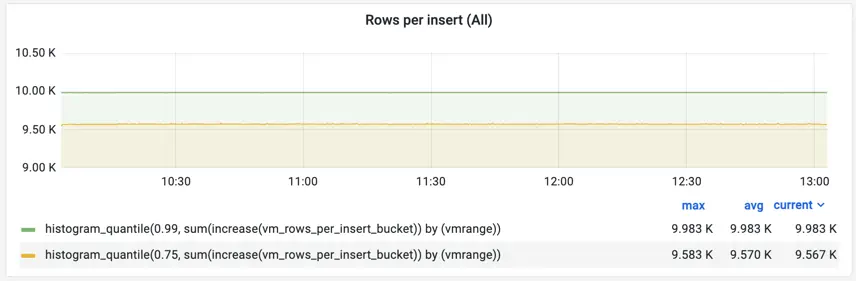 Rows per insert (All)
10.50 K
10.00 K
9.50 K
9.00 K
10:30 11:00 11:30 12:00 12:30 13:00
max avg current
histogram_quantile(0.99, sum(increase(vm_rows_per_insert_bucket)) by (vmrange)) 9.983 K 9.983 K 9.983 K
histogram_quantile(0.75, sum(increase(vm_rows_per_insert_bucket)) by (vmrange)) 9.583 K 9.570 K 9.567 K